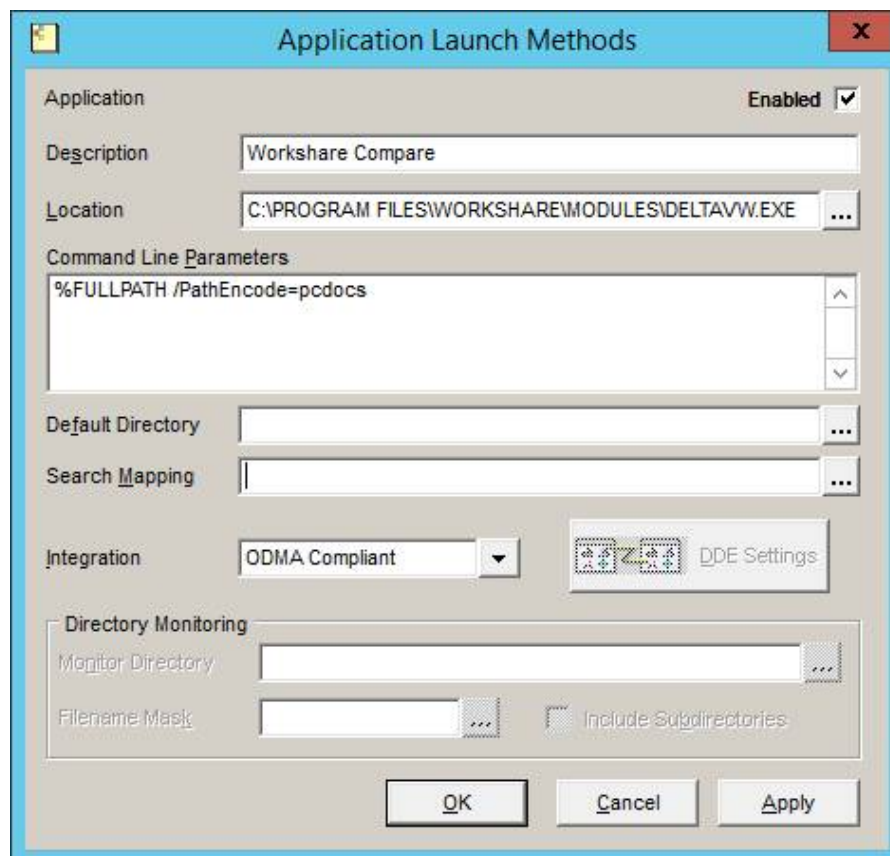 Application Launch Methods
x
Application
Enabled
Description
Workshare Compare
Location
C:\PROGRAM FILES\WORKSHARE\MODULES\DELTAVW.EXE
...
Command Line Parameters
%FULLPATH /PathEncode=pcdocs
Default Directory
...
Search Mapping
...
Integration
ODMA Compliant
DDE Settings
Directory Monitoring
Monitor Directory
...
Filename Mask
...
Include Subdirectories
OK
Cancel
Apply